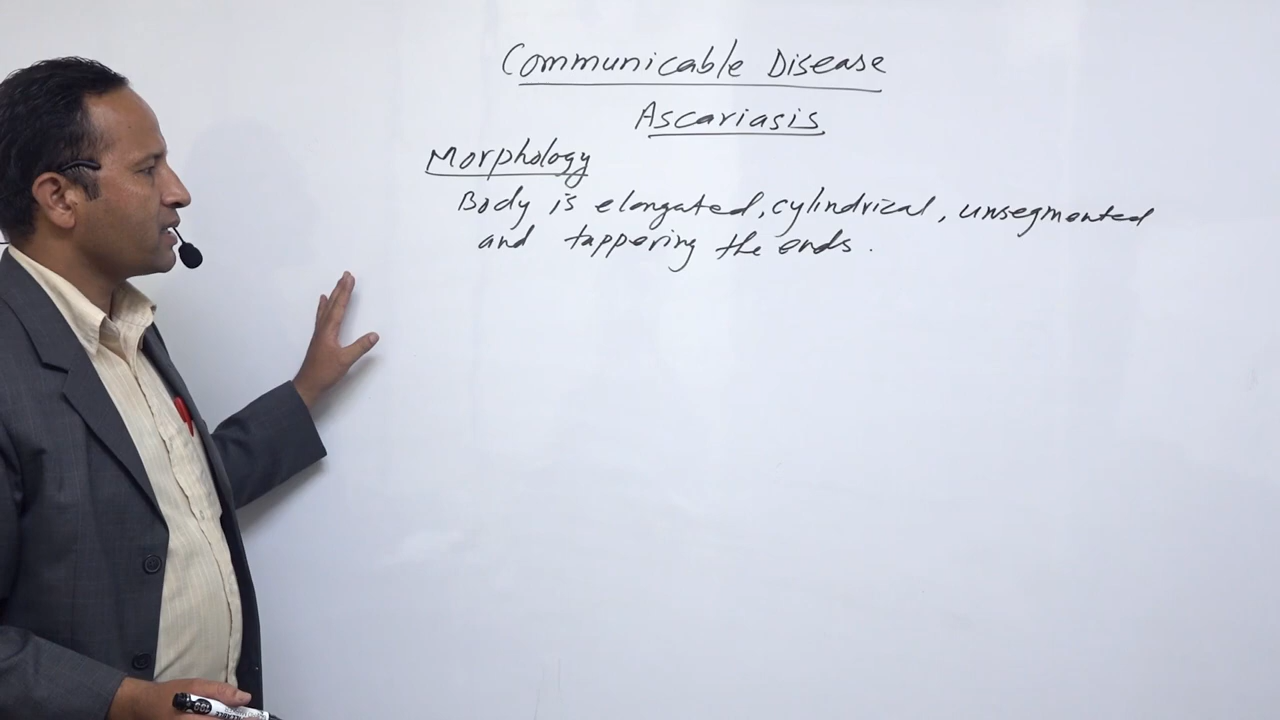 Communicable Disease
Ascariasis
Morphology
Body is elongated, cylindrical, unsegmented
and tappering the ends.